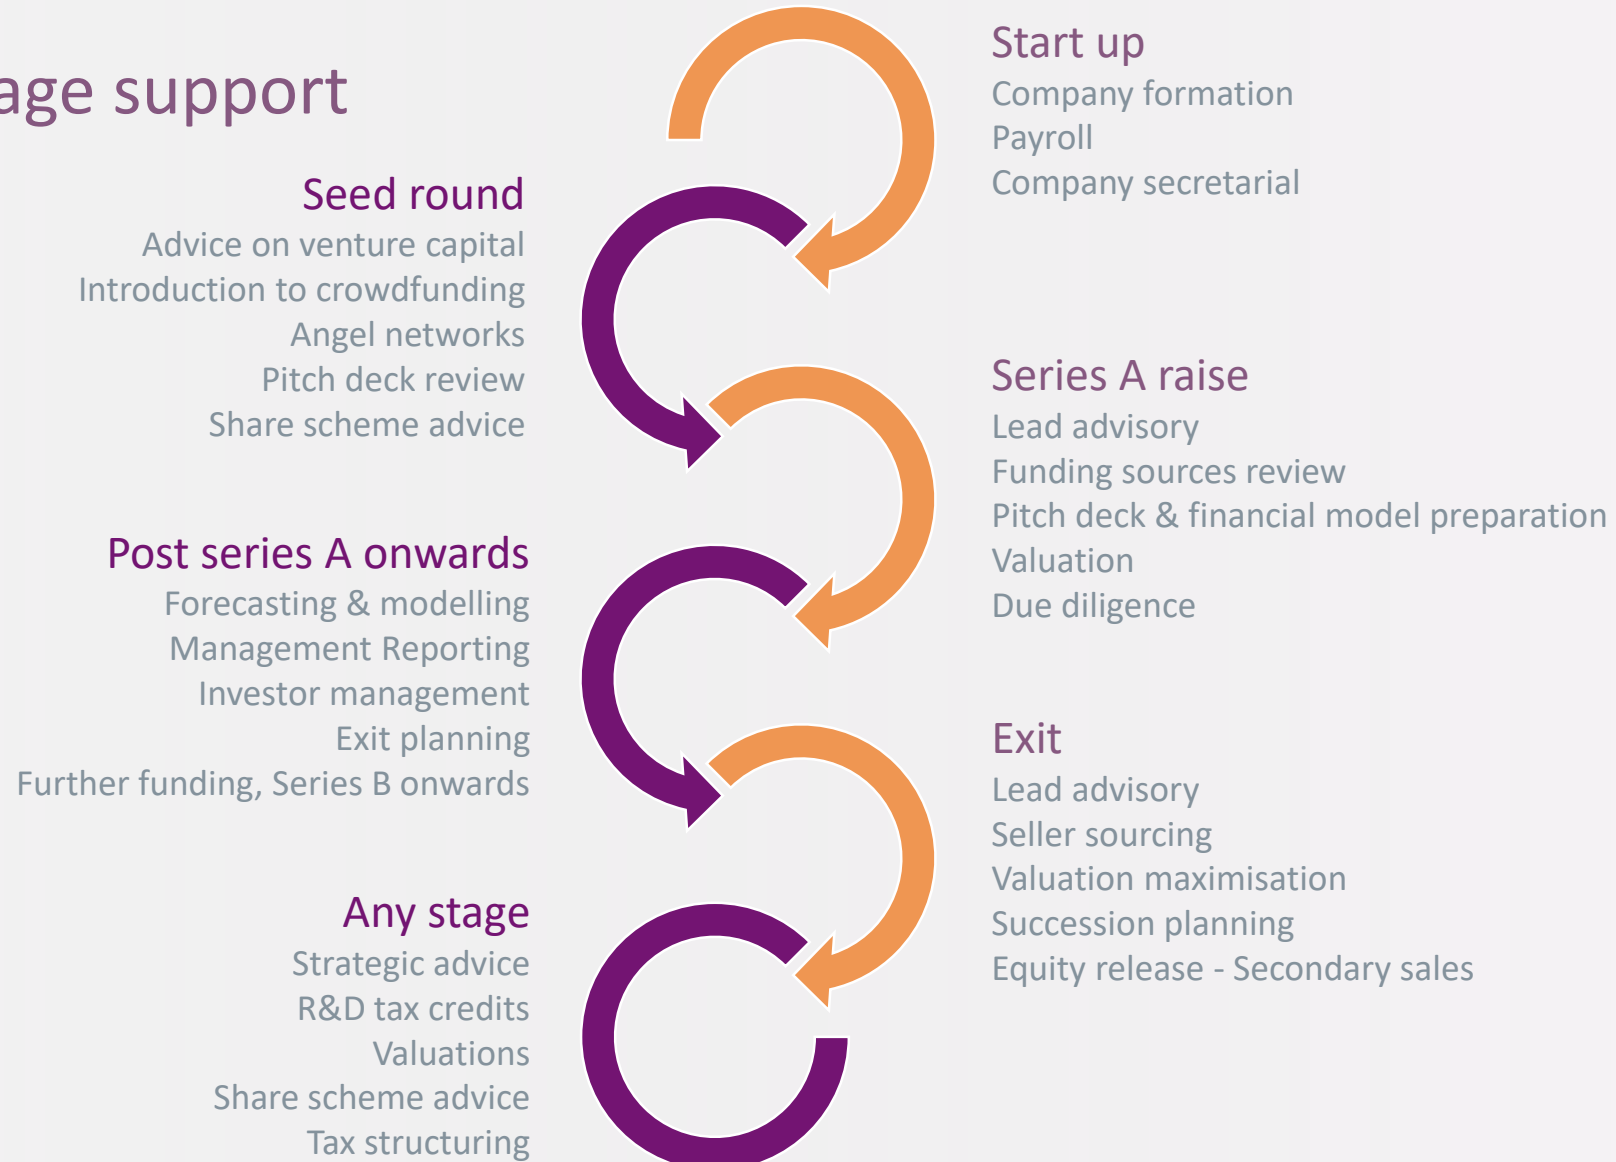 age support
Start up
Company formation
Payroll
Company secretarial
Seed round
Advice on venture capital
Introduction to crowdfunding
Angel networks
Pitch deck review
Share scheme advice
Series A raise
Lead advisory
Funding sources review
Pitch deck & financial model preparation
Valuation
Due diligence
Post series A onwards
Forecasting & modelling
Management Reporting
Investor management
Exit planning
Further funding, Series B onwards
Exit
Lead advisory
Seller sourcing
Valuation maximisation
Succession planning
Equity release - Secondary sales
Any stage
Strategic advice
R&D tax credits
Valuations
Share scheme advice
Tax structuring